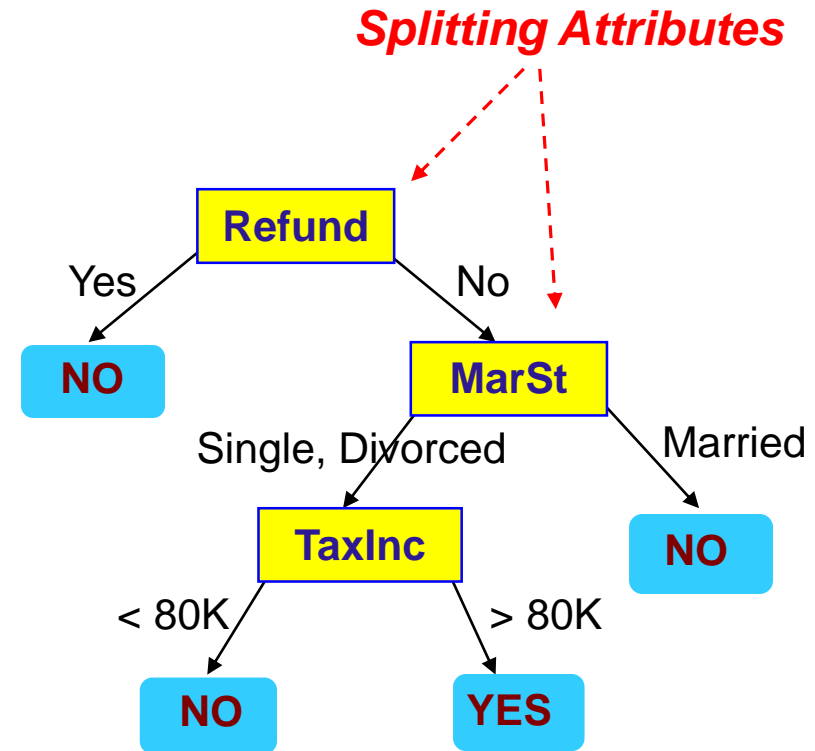 Splitting Attributes
Refund
Yes
No
NO
MarSt
Single, Divorced
Married
TaxInc
NO
< 80K
> 80K
NO
YES